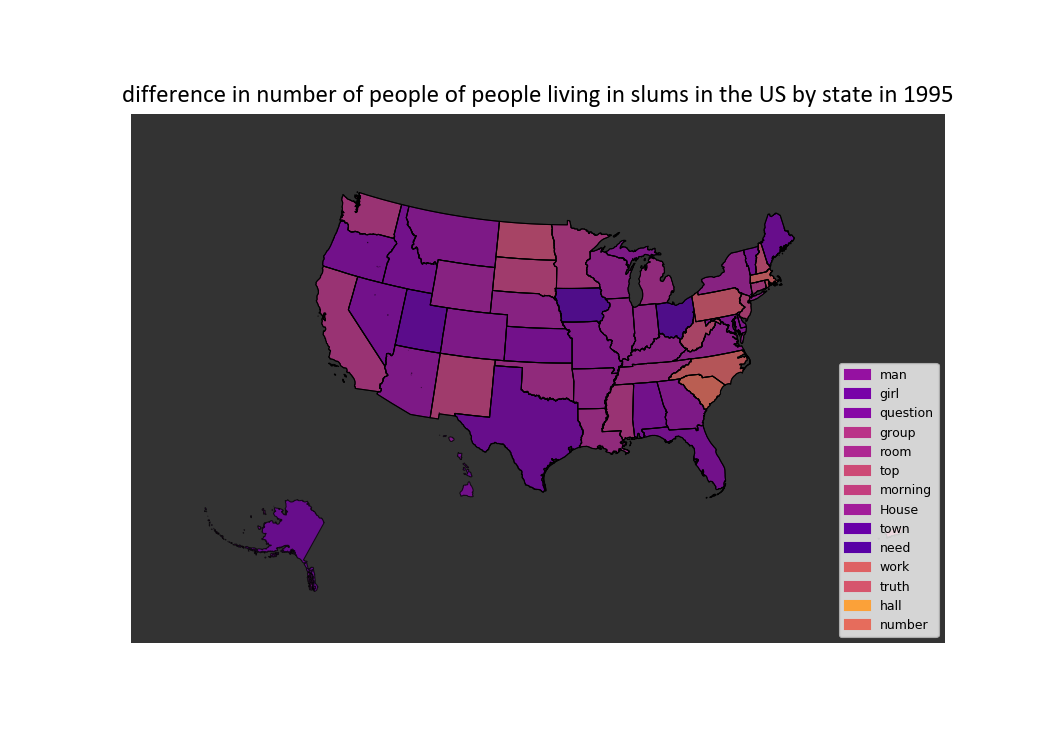 difference in number of people of people living in slums in the US by state in 1995
man
girl
question
group
room
top
morning
House
town
need
work
truth
hall
number